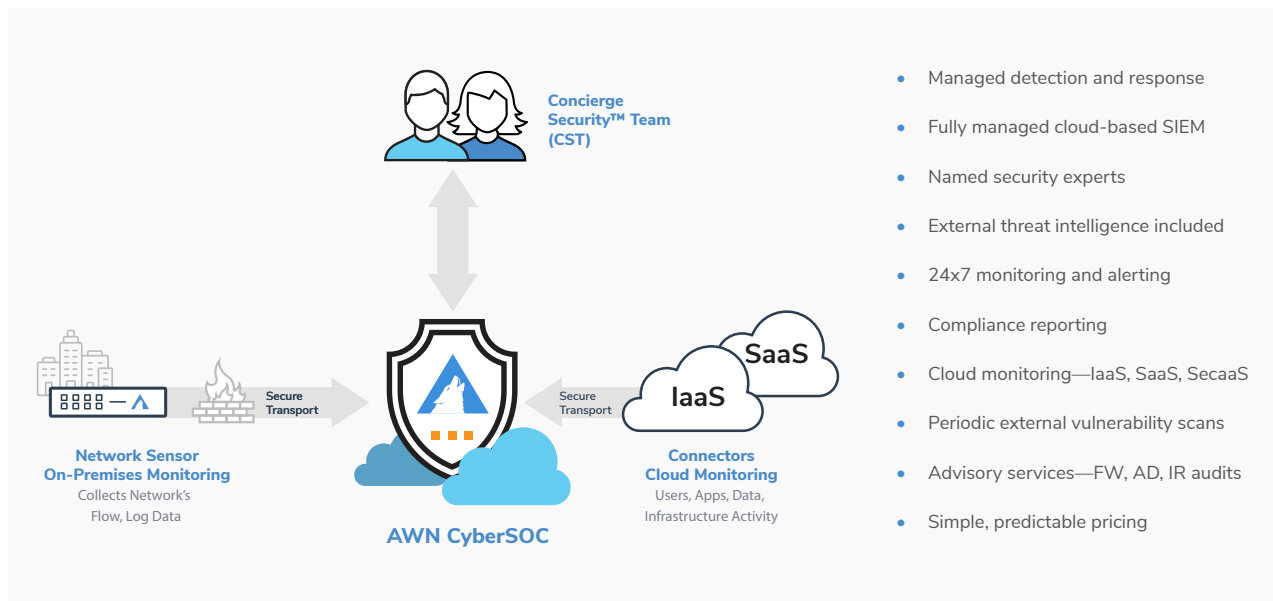 Concierge
Security™ Team
(CST)
SaaS
IaaS
Secure
Transport
Secure
Transport
Network Sensor
On-Premises Monitoring
Collects Network’s
Flow, Log Data
Connectors
Cloud Monitoring
Users, Apps, Data,
Infrastructure Activity
AWN CyberSOC
• Managed detection and response
• Fully managed cloud-based SIEM
• Named security experts
• External threat intelligence included
• 24x7 monitoring and alerting
• Compliance reporting
• Cloud monitoring—IaaS, SaaS, SecaaS
• Periodic external vulnerability scans
• Advisory services—FW, AD, IR audits
• Simple, predictable pricing